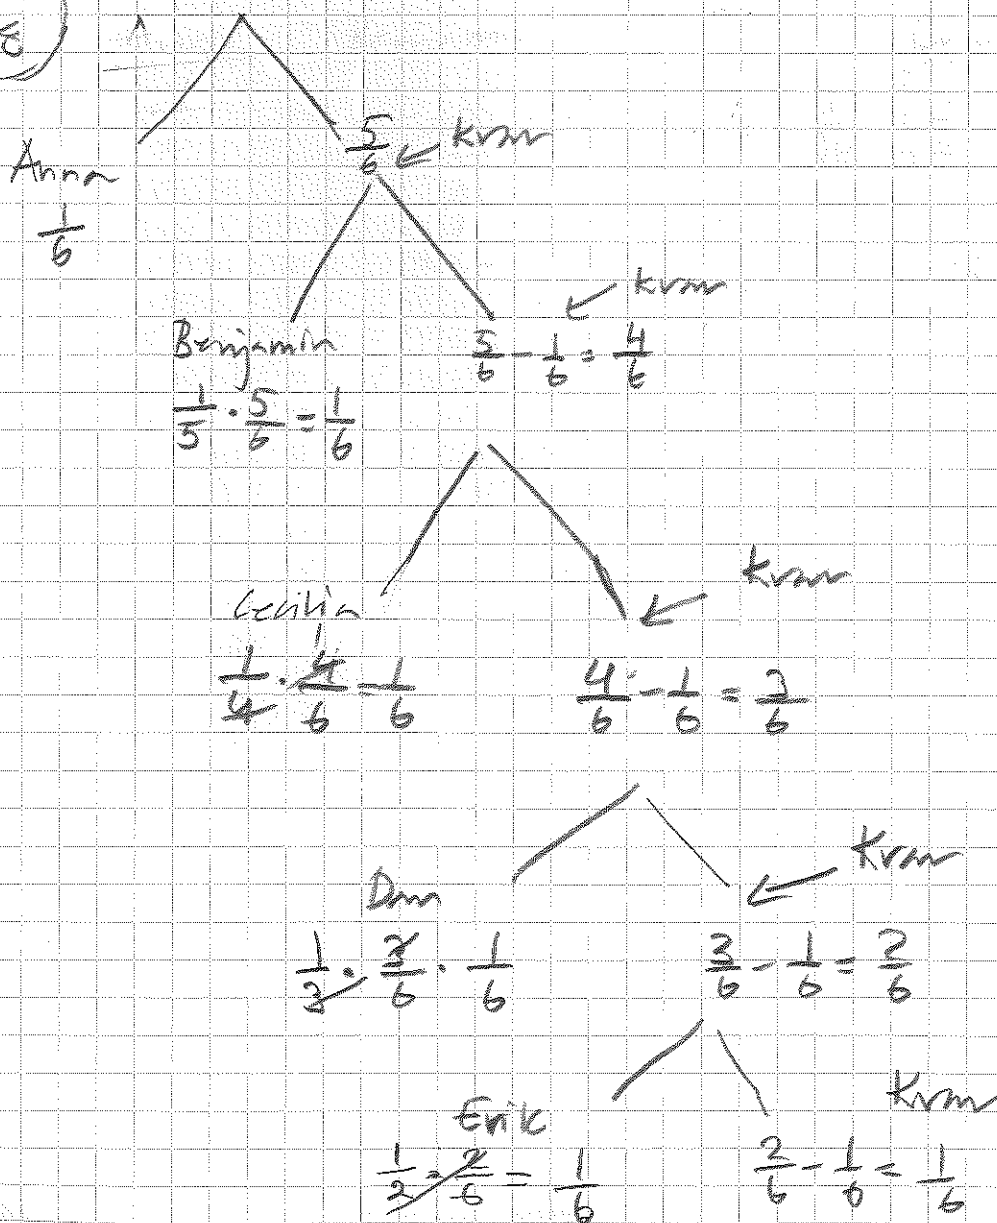 5/6 kvar
Anna
1/6
kvar
Benjamin
5/6 - 1/6 = 4/6
1/5 · 5/6 = 1/6
kvar
Cecilia
1
1/4 · 4/6 = 1/6
4/6 - 1/6 = 3/6
kvar
Dan
1/3 · 3/6 · 1/6
3/6 - 1/6 = 2/6
kvar
Erik
1/2 · 2/6 = 1/6
2/6 - 1/6 = 1/6